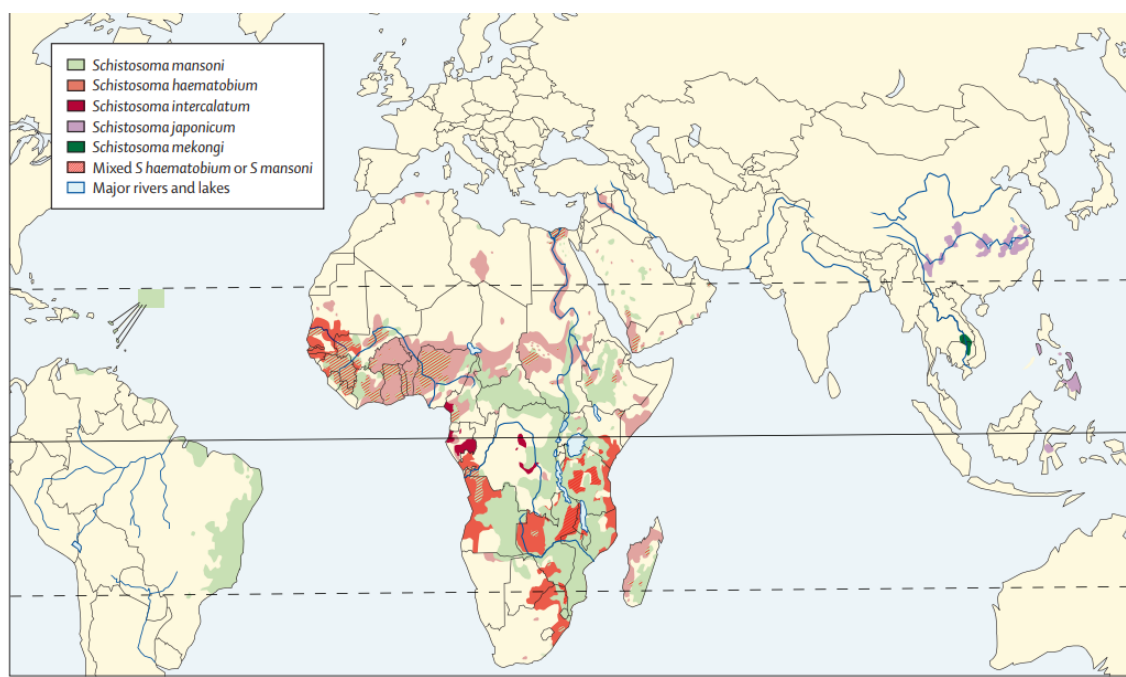 Schistosoma mansoni
Schistosoma haematobium
Schistosoma intercalatum
Schistosoma japonicum
Schistosoma mekongi
Mixed S haematobium or S mansoni
Major rivers and lakes